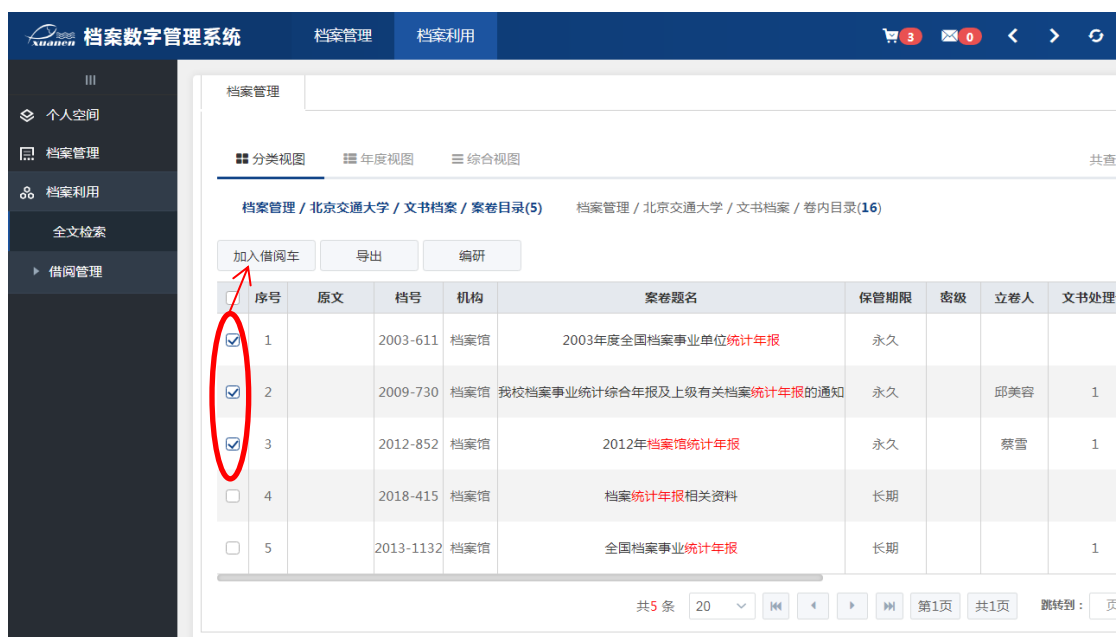 Xuanen 档案数字管理系统 档案管理 档案利用 3 0
档案管理
个人空间
档案管理
档案利用
全文检索
借阅管理
分类视图 年度视图 综合视图 共查
档案管理 / 北京交通大学 / 文书档案 / 案卷目录(5) 档案管理 / 北京交通大学 / 文书档案 / 卷内目录(16)
加入借阅车 导出 编研
序号 原文 档号 机构 案卷题名 保管期限 密级 立卷人 文书处理
1 2003-611 档案馆 2003年度全国档案事业单位统计年报 永久
2 2009-730 档案馆 我校档案事业统计综合年报及上级有关档案统计年报的通知 永久 邱美容 1
3 2012-852 档案馆 2012年档案馆统计年报 永久 蔡雪 1
4 2018-415 档案馆 档案统计年报相关资料 长期
5 2013-1132 档案馆 全国档案事业统计年报 长期 1
共5 条 20 第1页 共1页 跳转到： 页